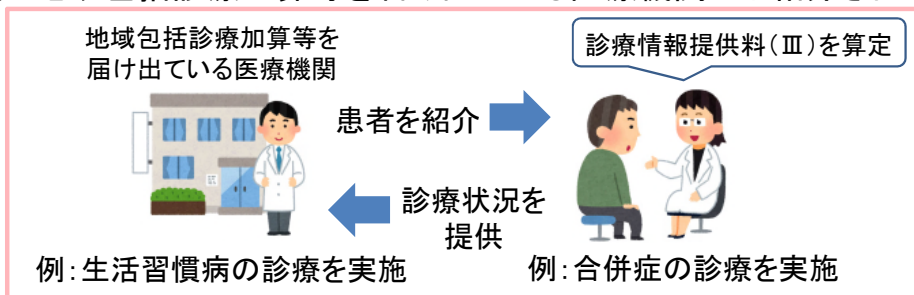 地域包括診療加算等を
届け出ている医療機関
診療情報提供料(Ⅲ)を算定
患者を紹介
診療状況を
提供
例:生活習慣病の診療を実施
例:合併症の診療を実施